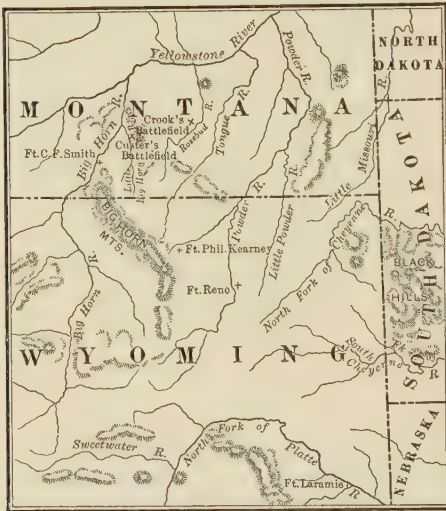 Yellowstone River
Powder R.
NORTH
DAKOTA
MONTANA
Big Horn R.
Crook's
Battlefield
Rosebud R.
Tongue R.
Ft. C. F. Smith
Custer's
Battlefield
Little
Missouri R.
BIG HORN
MTS.
Powder R.
Little Powder R.
Ft. Phil. Kearney
Ft. Reno
North Fork of Cheyenne R.
BLACK
HILLS
SOUTH DAKOTA
Big Horn R.
WYOMING
South Fk.
Cheyenne R.
Sweetwater R.
North Fork of Platte R.
Ft. Laramie
NEBRASKA